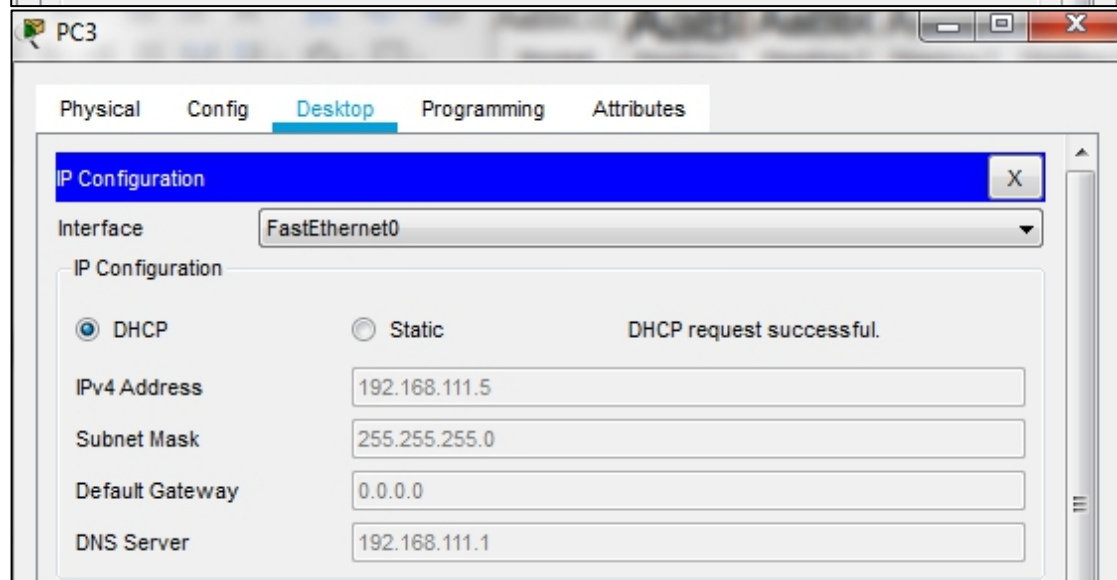 PC3
X
Physical Config Desktop Programming Attributes
IP Configuration X
Interface FastEthernet0
IP Configuration
DHCP Static DHCP request successful.
IPv4 Address 192.168.111.5
Subnet Mask 255.255.255.0
Default Gateway 0.0.0.0
DNS Server 192.168.111.1